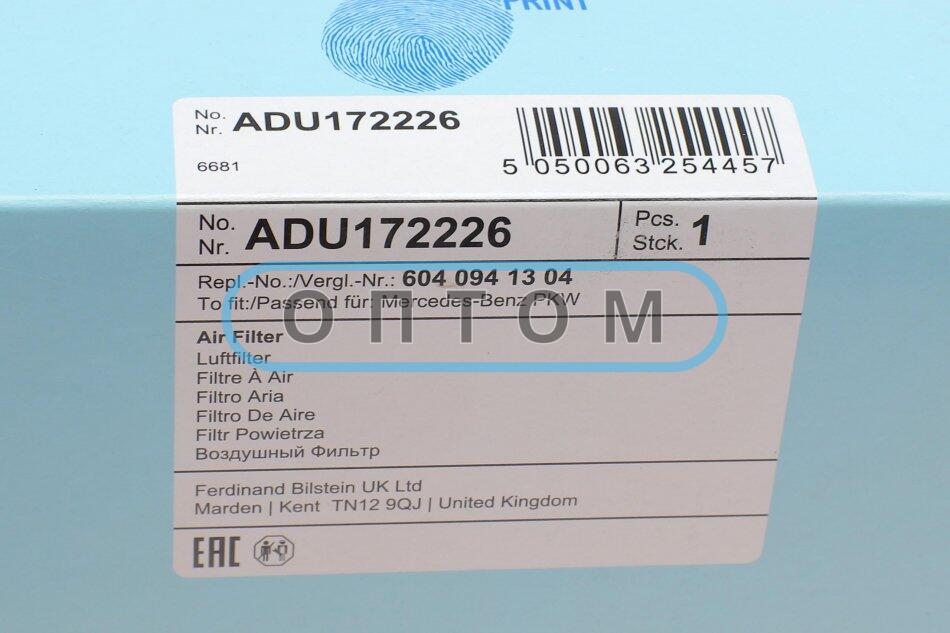 PRINT
No.
Nr. ADU172226
6681
5 050063 254457
No.
Nr. ADU172226
Pcs.
Stck. 1
Repl.-No.:/Vergl.-Nr.: 604 094 13 04
To fit:/Passend für: Mercedes-Benz PKW
ОПТОМ
Air Filter
Luftfilter
Filtre À Air
Filtro Aria
Filtro De Aire
Filtr Powietrza
Воздушный Фильтр
Ferdinand Bilstein UK Ltd
Marden | Kent TN12 9QJ | United Kingdom
EAC